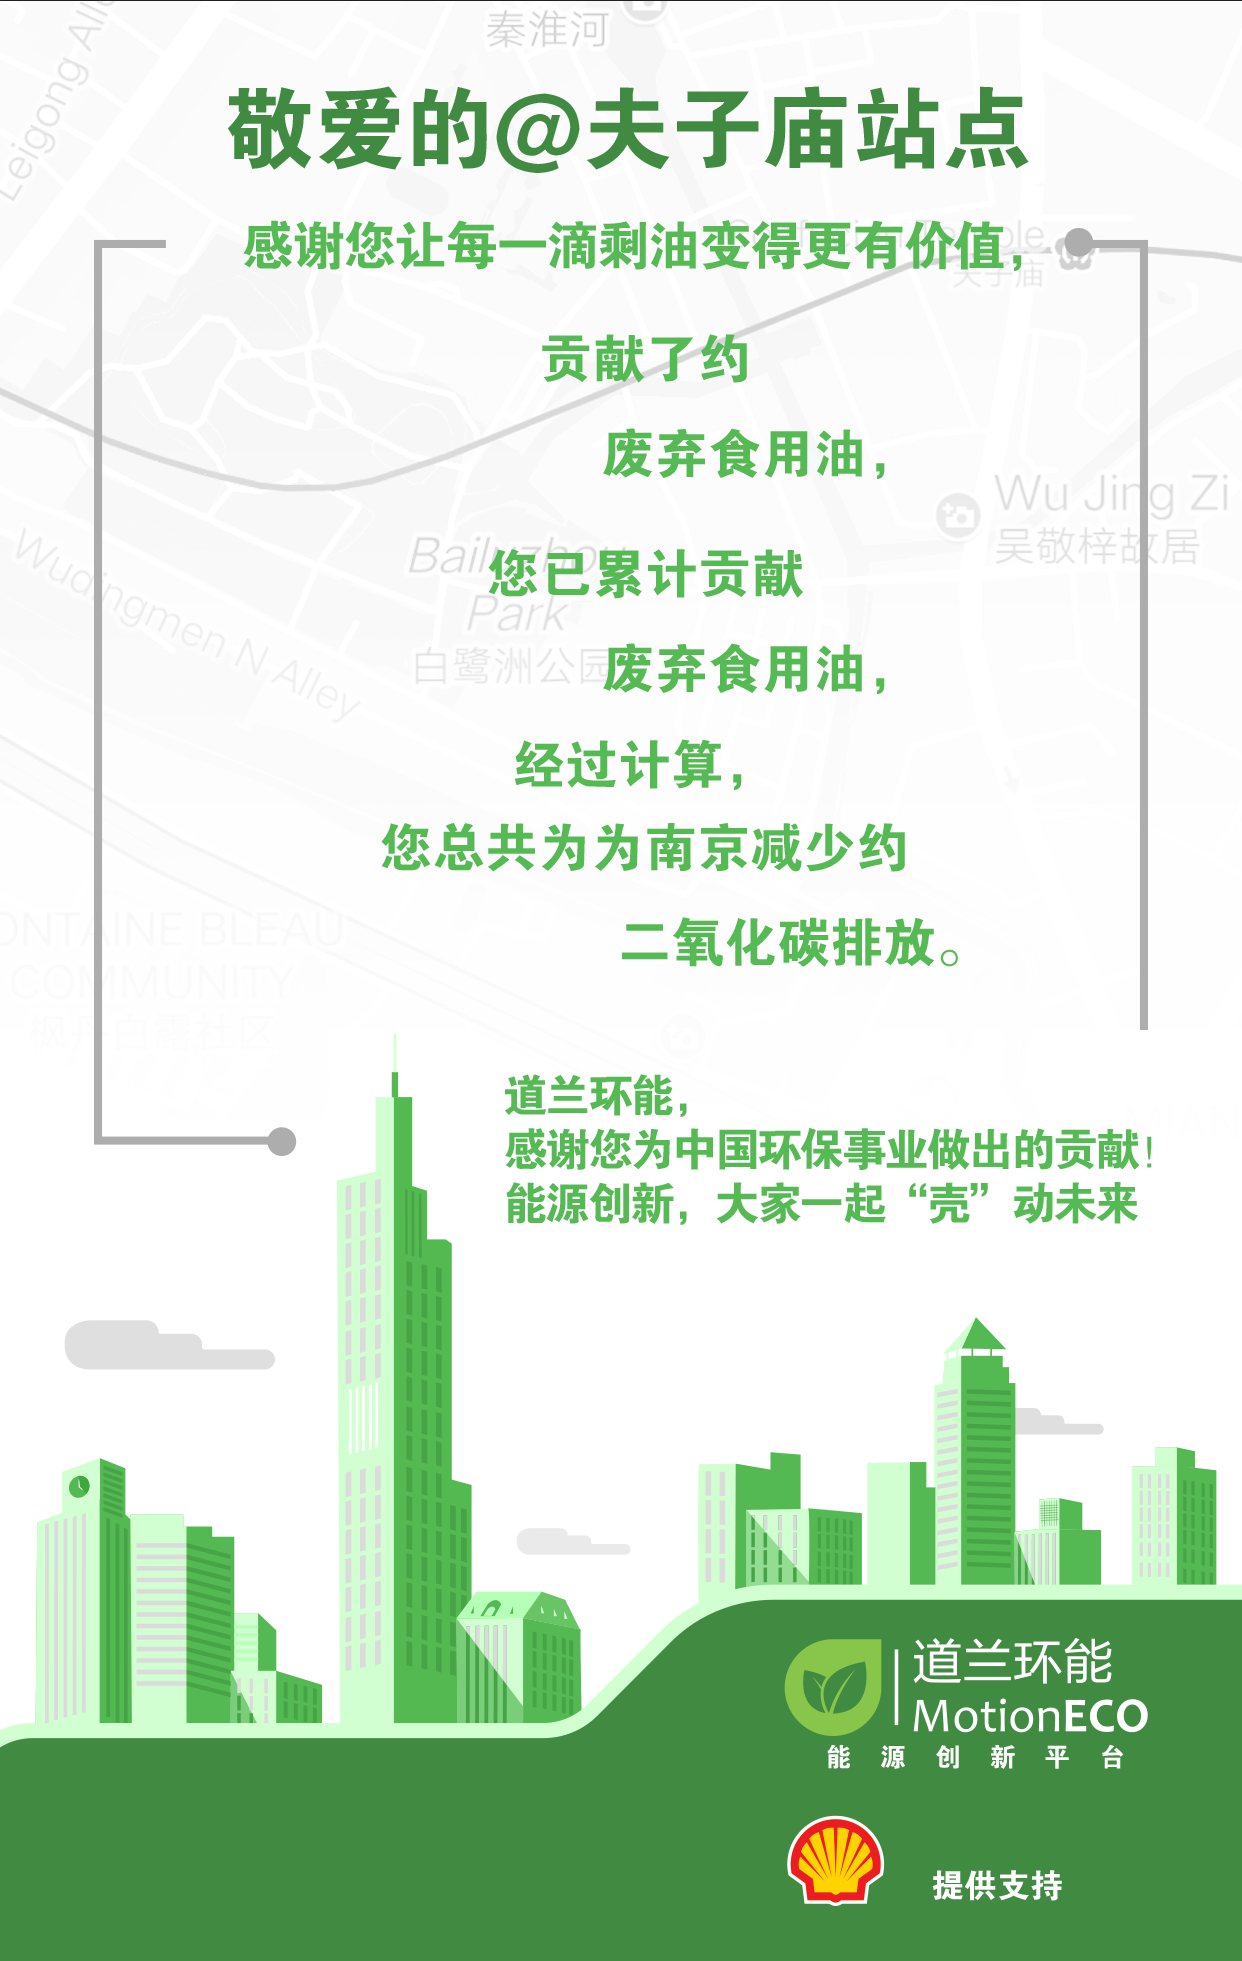 秦淮河
Leigong Alle
敬爱的@夫子庙站点
感谢您让每一滴剩油变得更有价值，
夫子庙
贡献了约
废弃食用油，
Wu Jing Zi
吴敬梓故居
Bailuzhou
Park
白鹭洲公园
Wudingmen N Alley
您已累计贡献
废弃食用油，
经过计算，
您总共为为南京减少约
二氧化碳排放。
ONTAINE BLEAU
COMMUNITY
枫丹白露社区
道兰环能，
感谢您为中国环保事业做出的贡献！
能源创新，大家一起“壳”动未来
道兰环能
MotionECO
能源创新平台
提供支持